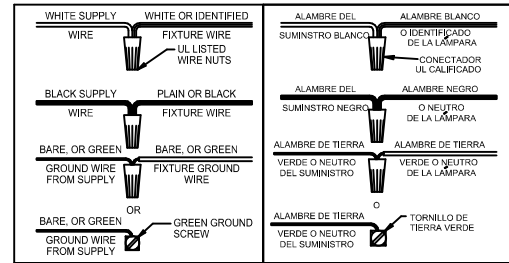 WHITE SUPPLY WHITE OR IDENTIFIED
WIRE FIXTURE WIRE
UL LISTED
WIRE NUTS
BLACK SUPPLY PLAIN OR BLACK
WIRE FIXTURE WIRE
BARE, OR GREEN BARE, OR GREEN
GROUND WIRE FIXTURE GROUND
FROM SUPPLY WIRE
OR
BARE, OR GREEN GREEN GROUND
SCREW
GROUND WIRE
FROM SUPPLY
ALAMBRE DEL ALAMBRE BLANCO
SUMINSTRO BLANCO O IDENTIFICADO
DE LA LAMPARA
CONECTADOR
UL CALIFICADO
ALAMBRE DEL ALAMBRE NEGRO
SUMINSTRO NEGRO O NEUTRO
DE LA LAMPARA
ALAMBRE DE TIERRA ALAMBRE DE TIERRA
VERDE O NEUTRO VERDE O NEUTRO
DEL SUMINISTRO DE LA LAMPARA
O
ALAMBRE DE TIERRA TORNILLO DE
TIERRA VERDE
VERDE O NEUTRO
DEL SUMINISTRO